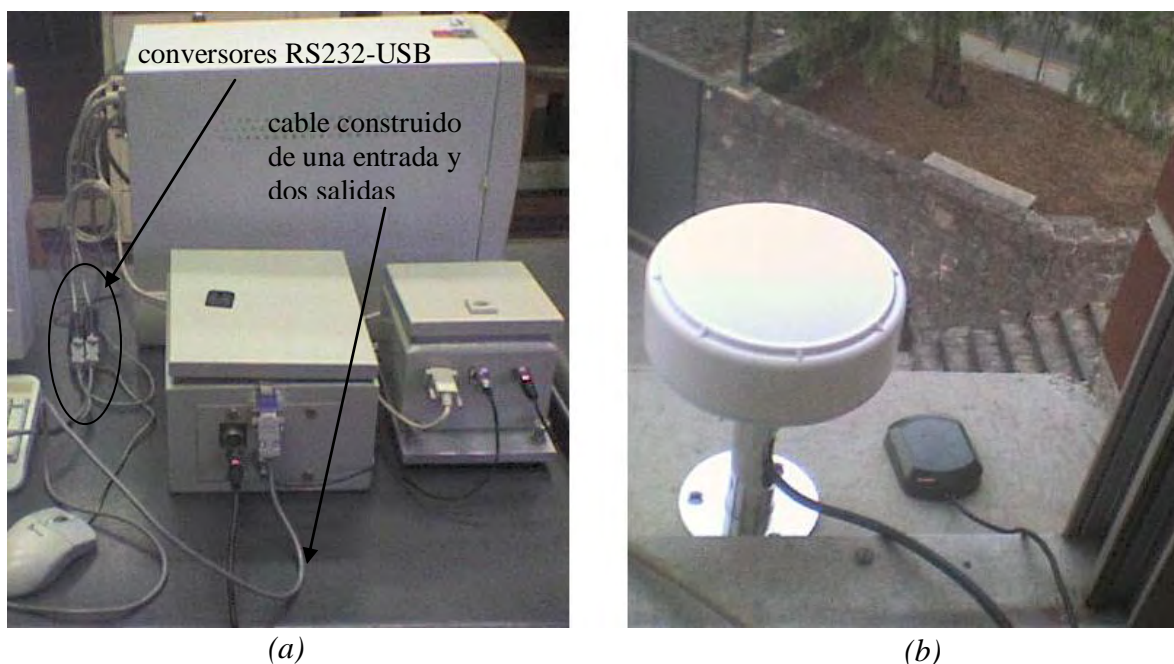 conversores RS232-USB
cable construido
de una entrada y
dos salidas
(a)
(b)